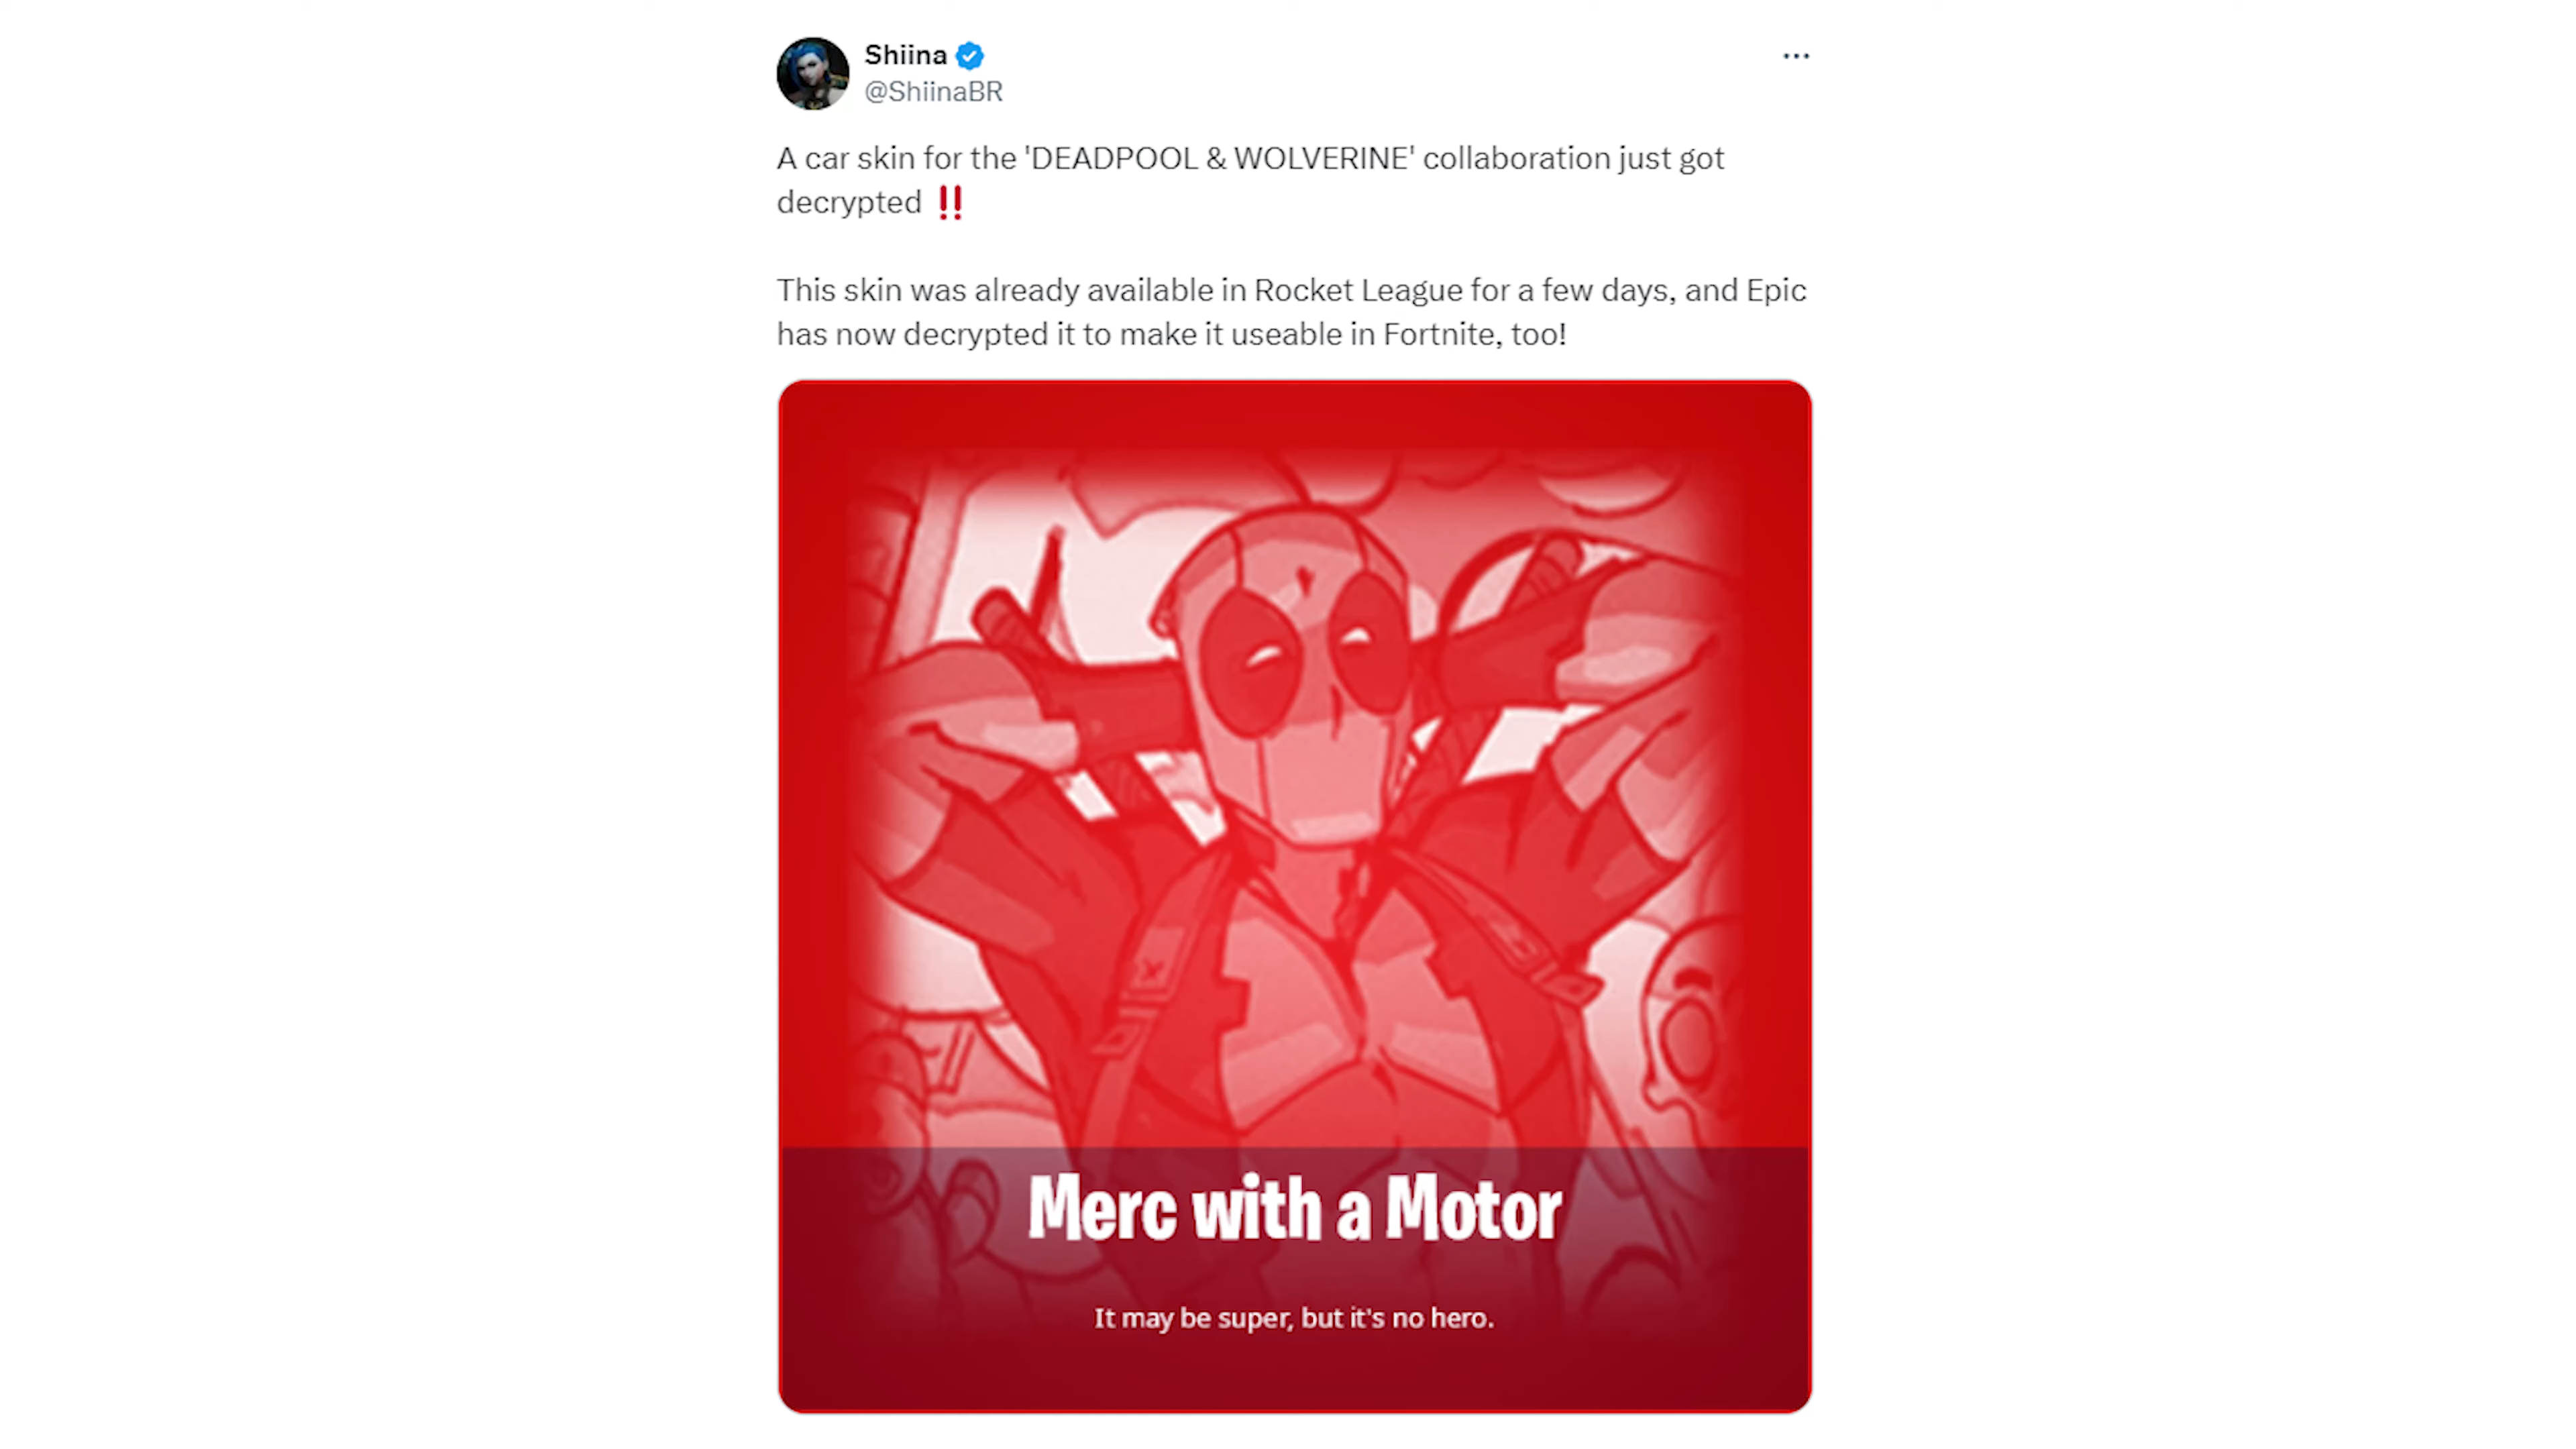 Shiina
@ShiinaBR
A car skin for the 'DEADPOOL & WOLVERINE' collaboration just got
decrypted ‼️
This skin was already available in Rocket League for a few days, and Epic
has now decrypted it to make it useable in Fortnite, too!
Merc with a Motor
It may be super, but it's no hero.